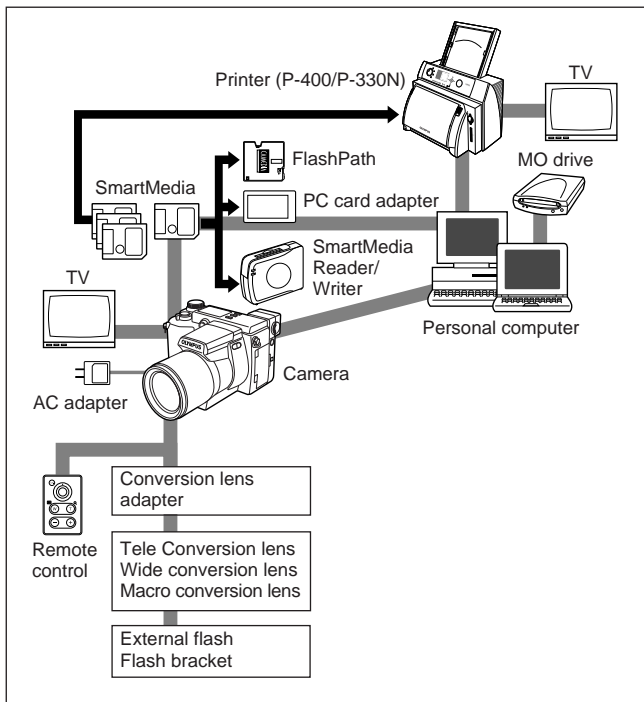 Printer (P-400/P-330N)
TV
FlashPath
MO drive
SmartMedia
PC card adapter
SmartMedia
Reader/
Writer
TV
Personal computer
OLYMPUS
Camera
AC adapter
Conversion lens
adapter
Remote
control
Tele Conversion lens
Wide conversion lens
Macro conversion lens
External flash
Flash bracket